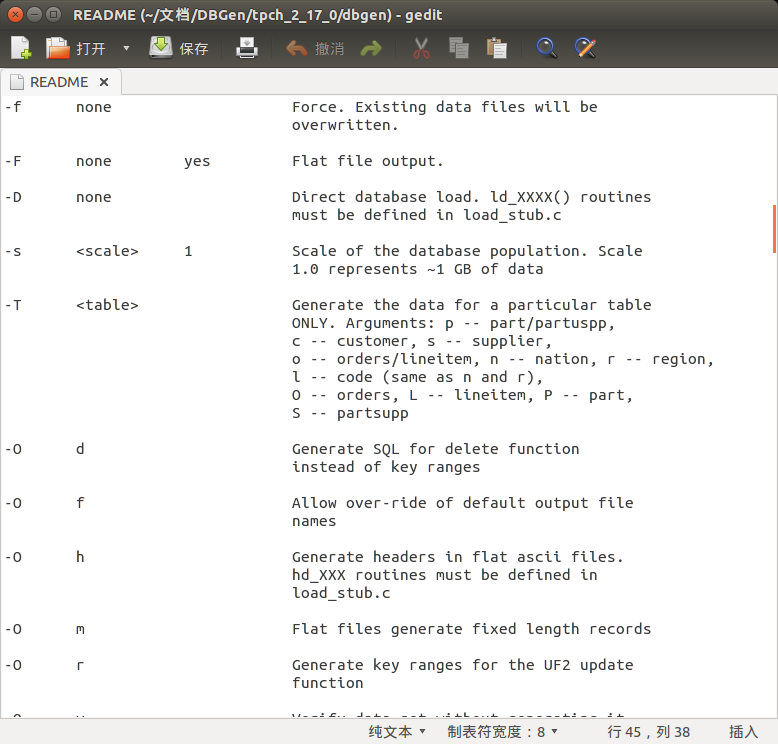 README (~/文档/DBGen/tpch_2_17_0/dbgen) - gedit
打开 保存 撤消
README
-f none Force. Existing data files will be
overwritten.
-F none yes Flat file output.
-D none Direct database load. ld_XXXX() routines
must be defined in load_stub.c
-s <scale> 1 Scale of the database population. Scale
1.0 represents ~1 GB of data
-T <table> Generate the data for a particular table
ONLY. Arguments: p -- part/partuspp,
c -- customer, s -- supplier,
o -- orders/lineitem, n -- nation, r -- region,
l -- code (same as n and r),
O -- orders, L -- lineitem, P -- part,
S -- partsupp
-O d Generate SQL for delete function
instead of key ranges
-O f Allow over-ride of default output file
names
-O h Generate headers in flat ascii files.
hd_XXX routines must be defined in
load_stub.c
-O m Flat files generate fixed length records
-O r Generate key ranges for the UF2 update
function
纯文本 制表符宽度：8 行 45，列 38 插入